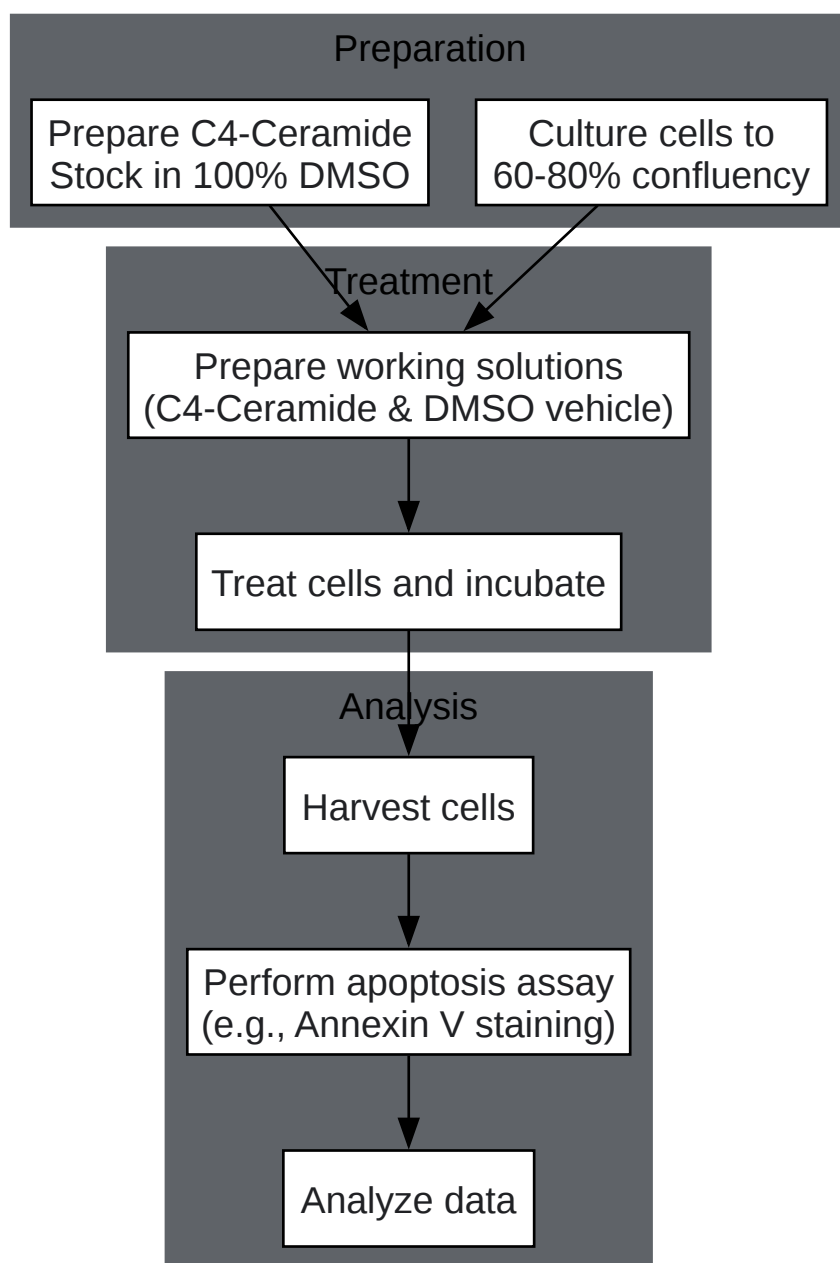 Preparation
Prepare C4-Ceramide
Stock in 100% DMSO
Culture cells to
60-80% confluency
Treatment
Prepare working solutions
(C4-Ceramide & DMSO vehicle)
Treat cells and incubate
Analysis
Harvest cells
Perform apoptosis assay
(e.g., Annexin V staining)
Analyze data